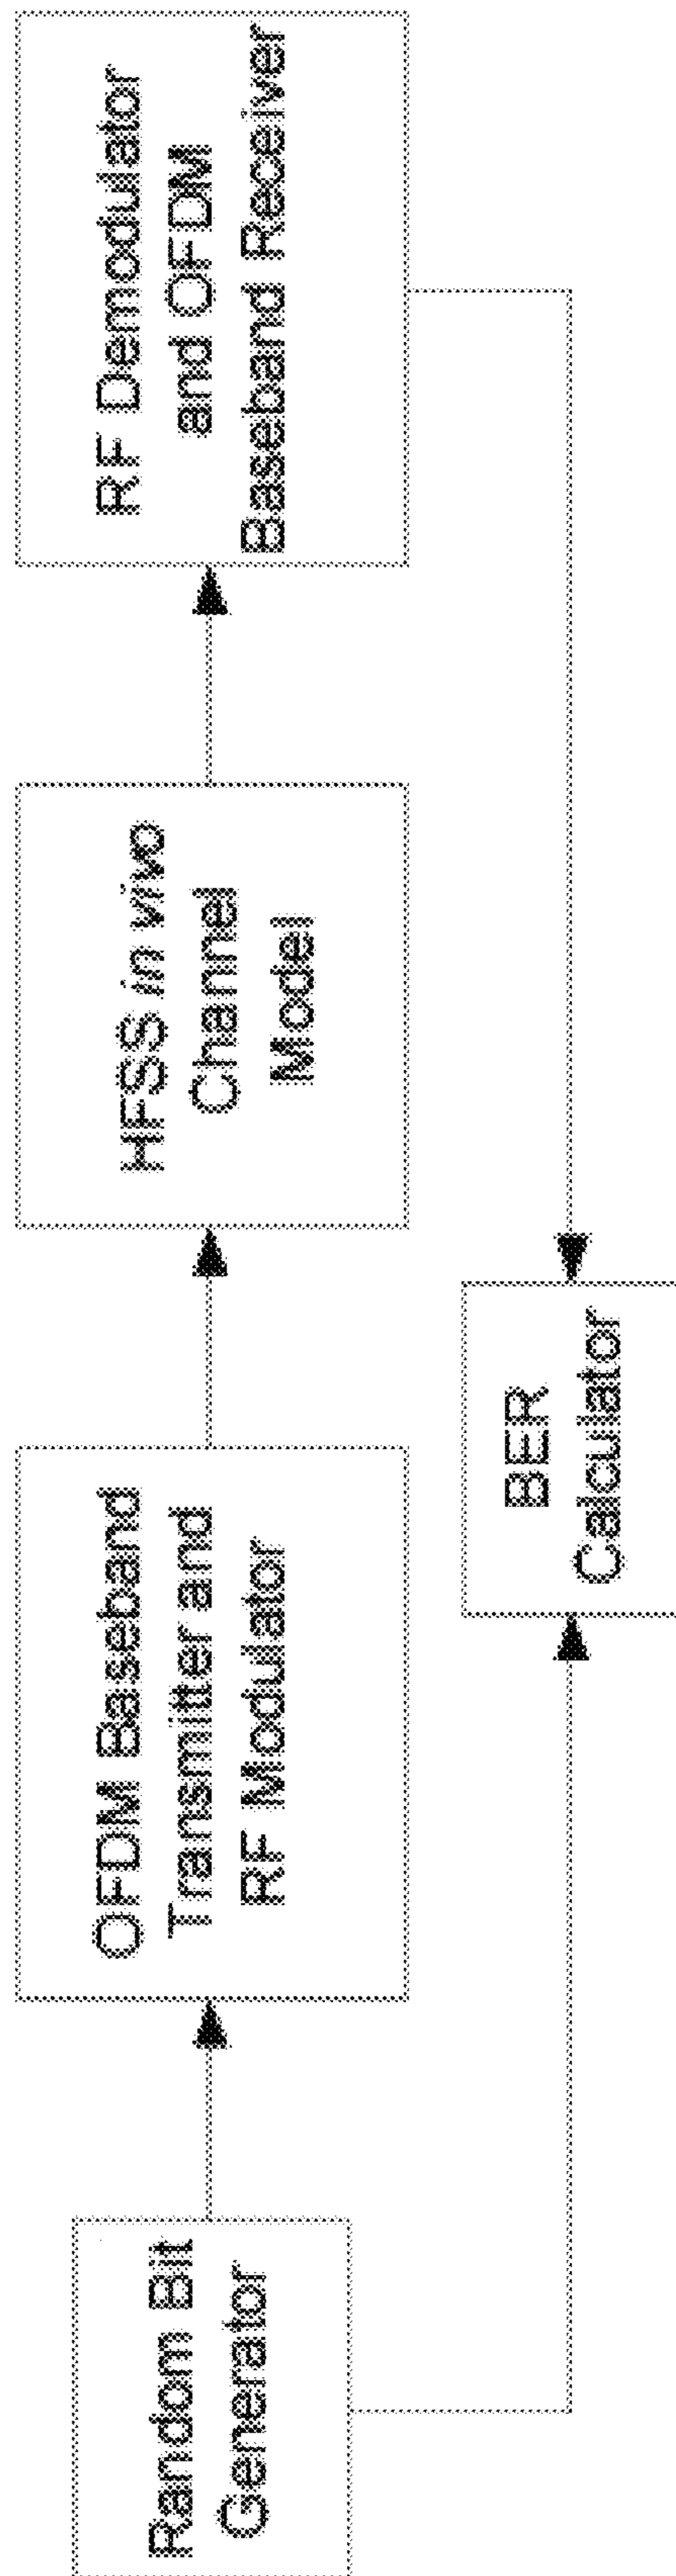 Random Bit
Generator
OFDM Baseband
Transmitter and
RF Modulator
HFSS in vivo
Channel
Model
RF Demodulator
and OFDM
Baseband Receiver
BER
Calculator